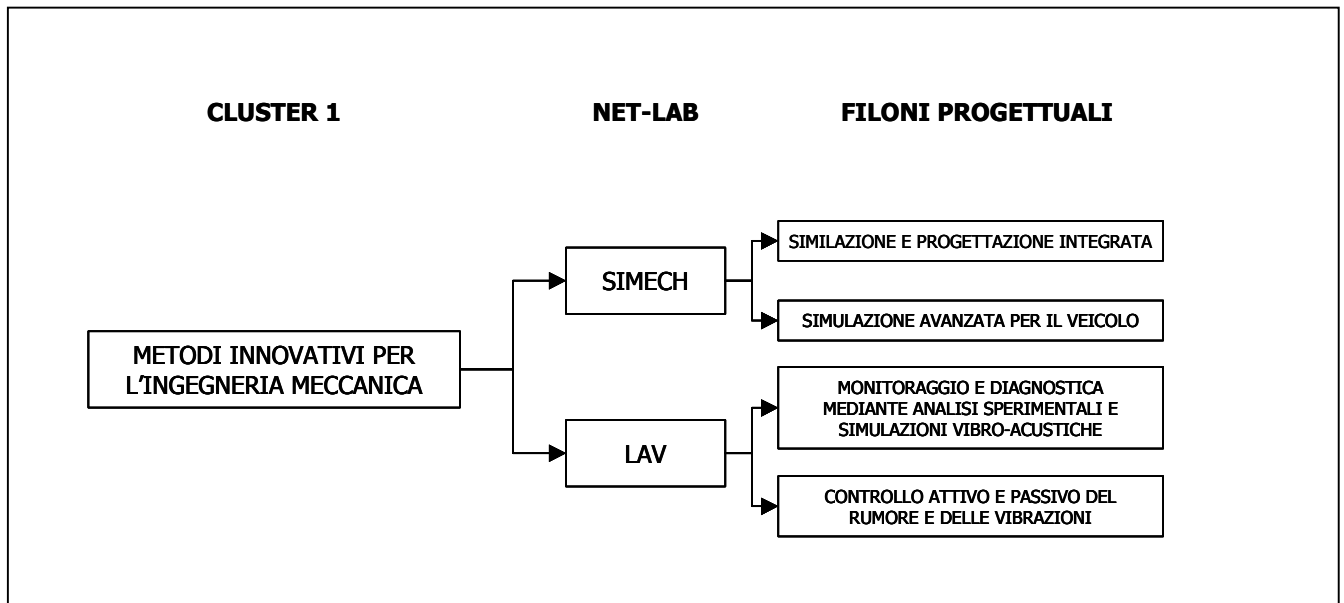 CLUSTER 1
NET-LAB
FILONI PROGETTUALI
METODI INNOVATIVI PER
L'INGEGNERIA MECCANICA
SIMECH
SIMILAZIONE E PROGETTAZIONE INTEGRATA
SIMULAZIONE AVANZATA PER IL VEICOLO
LAV
MONITORAGGIO E DIAGNOSTICA
MEDIANTE ANALISI SPERIMENTALI E
SIMULAZIONI VIBRO-ACUSTICHE
CONTROLLO ATTIVO E PASSIVO DEL
RUMORE E DELLE VIBRAZIONI